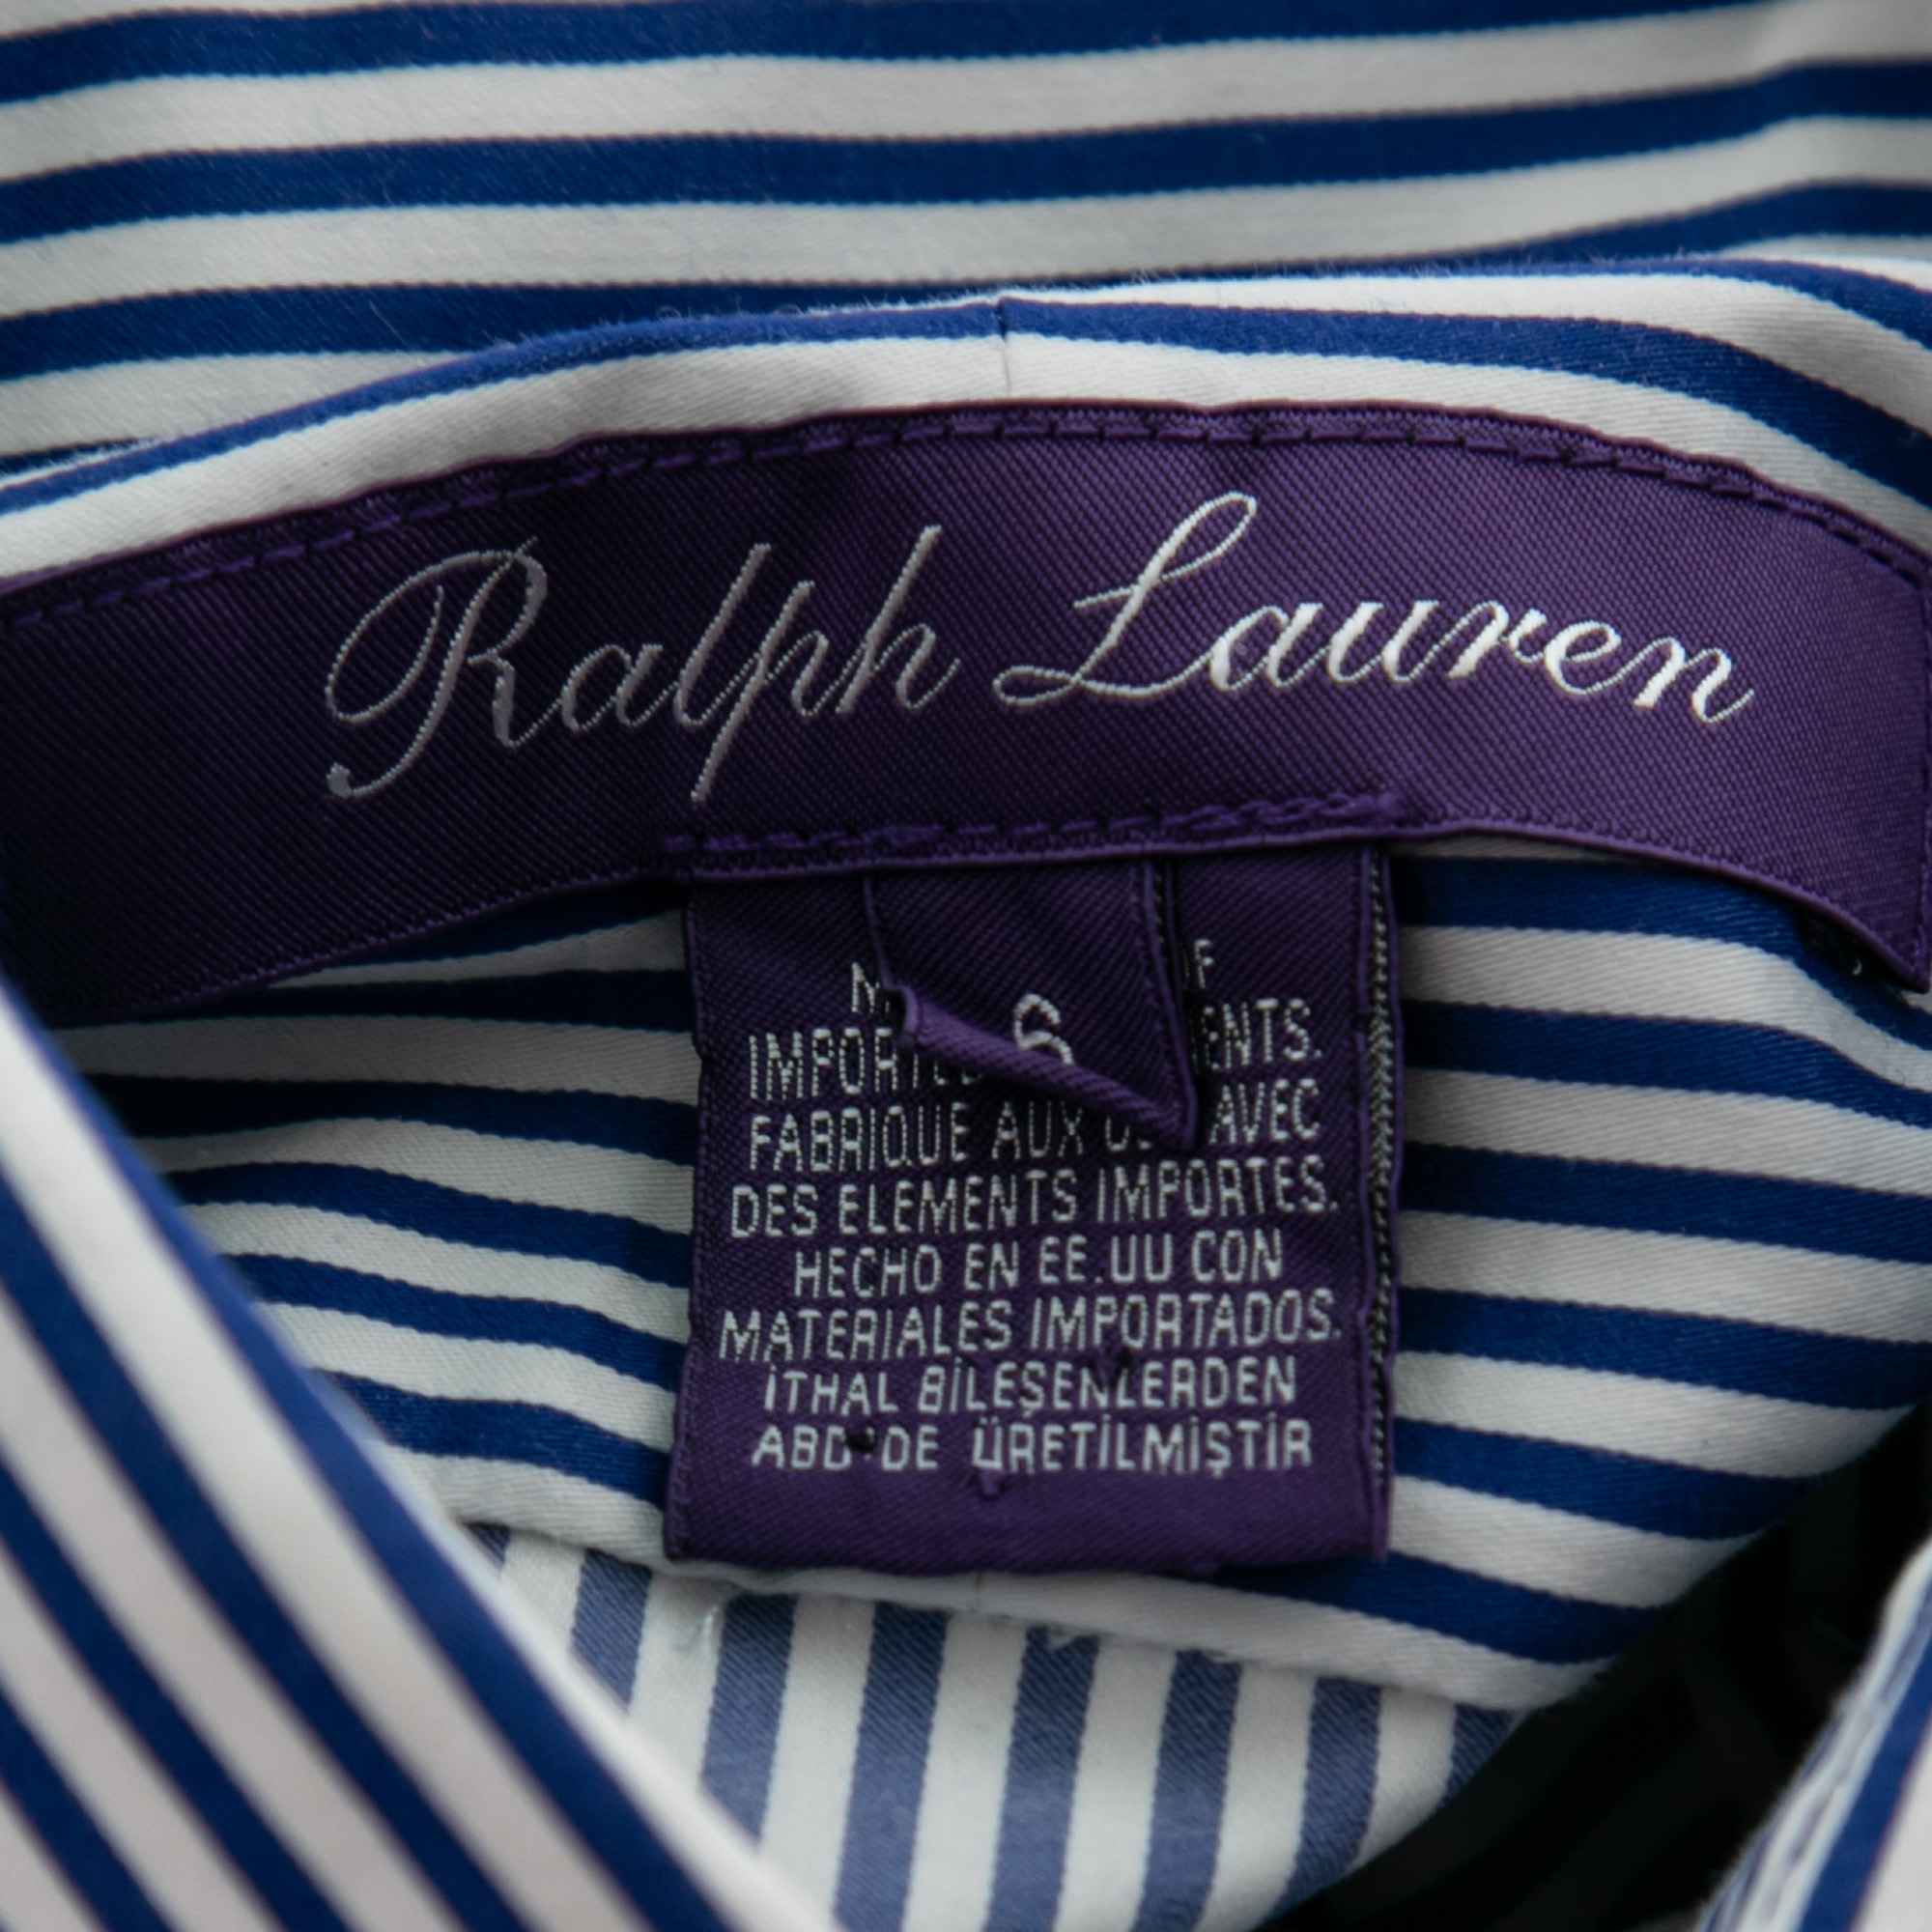 Ralph Lauren
6
FABRIQUE AUX AVEC
DES ELEMENTS IMPORTES.
HECHO EN EE.UU CON
MATERIALES IMPORTADOS.
İTHAL BİLEŞENLERDEN
ABD'DE ÜRETİLMİŞTİR